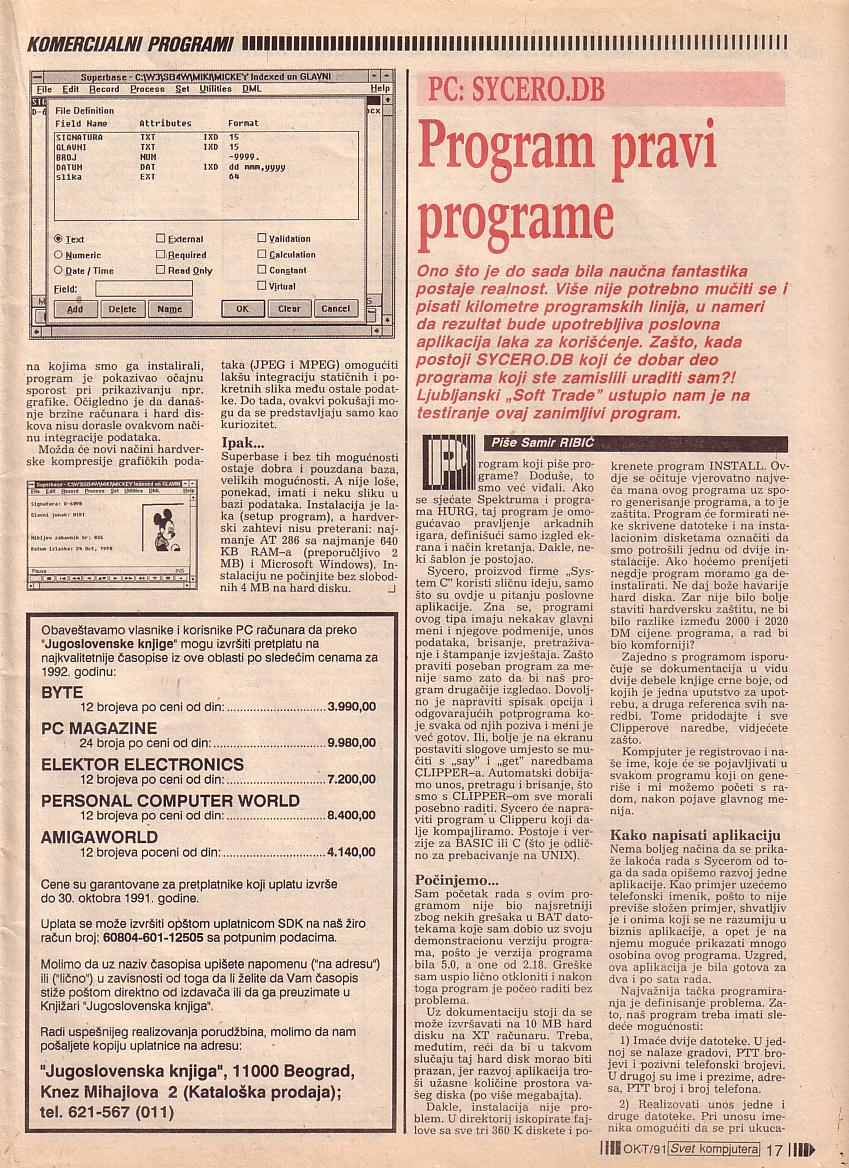 KOMERCIJALNI PROGRAMI
Superbase - C:\W3\SB4W\MIKI\MICKEY Indexed on GLAVNI
File Edit Record Process Set Utilities DML Help
File Definition
Field Name Attributes Format
SIGNATURA TXT IXD 15
GLAVNI TXT IXD 15
BROJ NUM -9999.
DATUM DAT IXD dd mmm,yyyy
slika EXT 64
Text External Validation
Numeric Required Calculation
Date / Time Read Only Constant
Virtual
Field:
Add Delete Name OK Clear Cancel
na kojima smo ga instalirali,
program je pokazivao očajnu
sporost pri prikazivanju npr.
grafike. Očigledno je da današ-
nje brzine računara i hard dis-
kova nisu dorasle ovakvom nači-
nu integracije podataka.
Možda će novi načini hardver-
ske kompresije grafičkih poda-
Superbase - C:\W3\SB4W\MIKI\MICKEY Indexed on GLAVNI
File Edit Record Process Set Utilities DML Help
Signatura: D-6090
Glavni junak: MIKI
Mikijev zabavnik br: 036
Datum izlaska: 24 Oct, 1990
Pause INS
taka (JPEG i MPEG) omogućiti
lakšu integraciju statičnih i po-
kretnih slika među ostale podat-
ke. Do tada, ovakvi pokušaji mo-
gu da se predstavljaju samo kao
kuriozitet.
Ipak...
Superbase i bez tih mogućnosti
ostaje dobra i pouzdana baza,
velikih mogućnosti. A nije loše,
ponekad, imati i neku sliku u
bazi podataka. Instalacija je la-
ka (setup program), a hardver-
ski zahtevi nisu preterani: naj-
manje AT 286 sa najmanje 640
KB RAM-a (preporučljivo 2
MB) i Microsoft Windows). In-
stalaciju ne počinjite bez slobod-
nih 4 MB na hard disku.
Obaveštavamo vlasnike i korisnike PC računara da preko
"Jugoslovenske knjige" mogu izvršiti pretplatu na
najkvalitetnije časopise iz ove oblasti po sledećim cenama za
1992. godinu:
BYTE
12 brojeva po ceni od din:..........................3.990,00
PC MAGAZINE
24 broja po ceni od din:.............................9.980,00
ELEKTOR ELECTRONICS
12 brojeva po ceni od din:..........................7.200,00
PERSONAL COMPUTER WORLD
12 brojeva po ceni od din:..........................8.400,00
AMIGAWORLD
12 brojeva poceni od din:...........................4.140,00
Cene su garantovane za pretplatnike koji uplatu izvrše
do 30. oktobra 1991. godine.
Uplata se može izvršiti opštom uplatnicom SDK na naš žiro
račun broj: 60804-601-12505 sa potpunim podacima.
Molimo da uz naziv časopisa upišete napomenu ("na adresu")
ili ("lično") u zavisnosti od toga da li želite da Vam časopis
stiže poštom direktno od izdavača ili da ga preuzimate u
Knjižari "Jugoslovenska knjiga".
Radi uspešnijeg realizovanja porudžbina, molimo da nam
pošaljete kopiju uplatnice na adresu:
"Jugoslovenska knjiga", 11000 Beograd,
Knez Mihajlova 2 (Kataloška prodaja);
tel. 621-567 (011)
PC: SYCERO.DB
Program pravi
programe
Ono što je do sada bila naučna fantastika
postaje realnost. Više nije potrebno mučiti se i
pisati kilometre programskih linija, u nameri
da rezultat bude upotrebljiva poslovna
aplikacija laka za korišćenje. Zašto, kada
postoji SYCERO.DB koji će dobar deo
programa koji ste zamislili uraditi sam?!
Ljubljanski „Soft Trade" ustupio nam je na
testiranje ovaj zanimljivi program.
Piše Samir RIBIĆ
Program koji piše pro-
grame? Doduše, to
smo već viđali. Ako
se sjećate Spektruma i progra-
ma HURG, taj program je omo-
gućavao pravljenje arkadnih
igara, definišući samo izgled ek-
rana i način kretanja. Dakle, ne-
ki šablon je postojao.
Sycero, proizvod firme „Sys-
tem C" koristi sličnu ideju, samo
što su ovdje u pitanju poslovne
aplikacije. Zna se, programi
ovog tipa imaju nekakav glavni
meni i njegove podmenije, unos
podataka, brisanje, pretraživa-
nje i štampanje izvještaja. Zašto
praviti poseban program za me-
nije samo zato da bi naš pro-
gram drugačije izgledao. Dovolj-
no je napraviti spisak opcija i
odgovarajućih potprograma ko-
je svaka od njih poziva i meni je
već gotov. Ili, bolje je na ekranu
postaviti slogove umjesto se mu-
čiti s „say" i „get" naredbama
CLIPPER-a. Automatski dobija-
mo unos, pretragu i brisanje, što
smo s CLIPPER-om sve morali
posebno raditi. Sycero će napra-
viti program u Clipperu koji da-
lje kompajliramo. Postoje i ver-
zije za BASIC ili C (što je odlič-
no za prebacivanje na UNIX).
Počinjemo...
Sam početak rada s ovim pro-
gramom nije bio najsretniji
zbog nekih grešaka u BAT dato-
tekama koje sam dobio uz svoju
demonstracionu verziju progra-
ma, pošto je verzija programa
bila 5.0, a one od 2.18. Greške
sam uspio lično otkloniti i nakon
toga program je počeo raditi bez
problema.
Uz dokumentaciju stoji da se
može izvršavati na 10 MB hard
disku na XT računaru. Treba,
međutim, reći da bi u takvom
slučaju taj hard disk morao biti
prazan, jer razvoj aplikacija tro-
ši užasne količine prostora va-
šeg diska (po više megabajta).
Dakle, instalacija nije pro-
blem. U direktorij iskopirate faj-
love sa sve tri 360 K diskete i po-
krenete program INSTALL. Ov-
dje se očituje vjerovatno najve-
ća mana ovog programa uz spo-
ro generisanje programa, a to je
zaštita. Program će formirati ne-
ke skrivene datoteke i na insta-
lacionim disketama označiti da
smo potrošili jednu od dvije in-
stalacije. Ako hoćemo prenijeti
negdje program moramo ga de-
instalirati. Ne daj bože havarije
hard diska. Zar nije bilo bolje
staviti hardversku zaštitu, ne bi
bilo razlike između 2000 i 2020
DM cijene programa, a rad bi
bio komforniji?
Zajedno s programom isporu-
čuje se dokumentacija u vidu
dvije debele knjige crne boje, od
kojih je jedna uputstvo za upot-
rebu, a druga referenca svih na-
redbi. Tome pridodajte i sve
Clipperove naredbe, vidjećete
zašto.
Kompjuter je registrovao i na-
še ime, koje će se pojavljivati u
svakom programu koji on gene-
riše i mi možemo početi s ra-
dom, nakon pojave glavnog me-
nija.
Kako napisati aplikaciju
Nema boljeg načina da se prika-
že lakoća rada s Sycerom od to-
ga da sada opišemo razvoj jedne
aplikacije. Kao primjer uzećemo
telefonski imenik, pošto to nije
previše složen primjer, shvatljiv
je i onima koji se ne razumiju u
biznis aplikacije, a opet je na
njemu moguće prikazati mnogo
osobina ovog programa. Uzgred,
ova aplikacija je bila gotova za
dva i po sata rada.
Najvažnija tačka programira-
nja je definisanje problema. Za-
to, naš program treba imati sle-
deće mogućnosti:
1) Imaće dvije datoteke. U jed-
noj se nalaze gradovi, PTT bro-
jevi i pozivni telefonski brojevi.
U drugoj su ime i prezime, adre-
sa, PTT broj i broj telefona.
2) Realizovati unos jedne i
druge datoteke. Pri unosu ime-
nika omogućiti da se pri ukuca-
OKT/91 Svet kompjutera 17